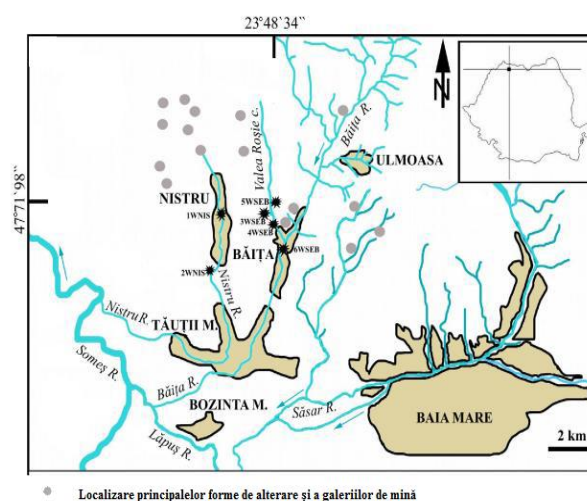 23°48'34"
47°71'98
N
Băița R.
Valea Roșie c.
ULMOASA
NISTRU
1WNIS
5WSEB
3WSEB
4WSEB
BĂIȚA
6WSEB
2WNIS
Nistru R.
Nistru R.
TĂUȚII M.
Someș R.
Băița R.
BOZINTA M.
Săsar R.
Lăpuș R.
BAIA MARE
2 km
Localizare principalelor forme de alterare și a galeriilor de mină